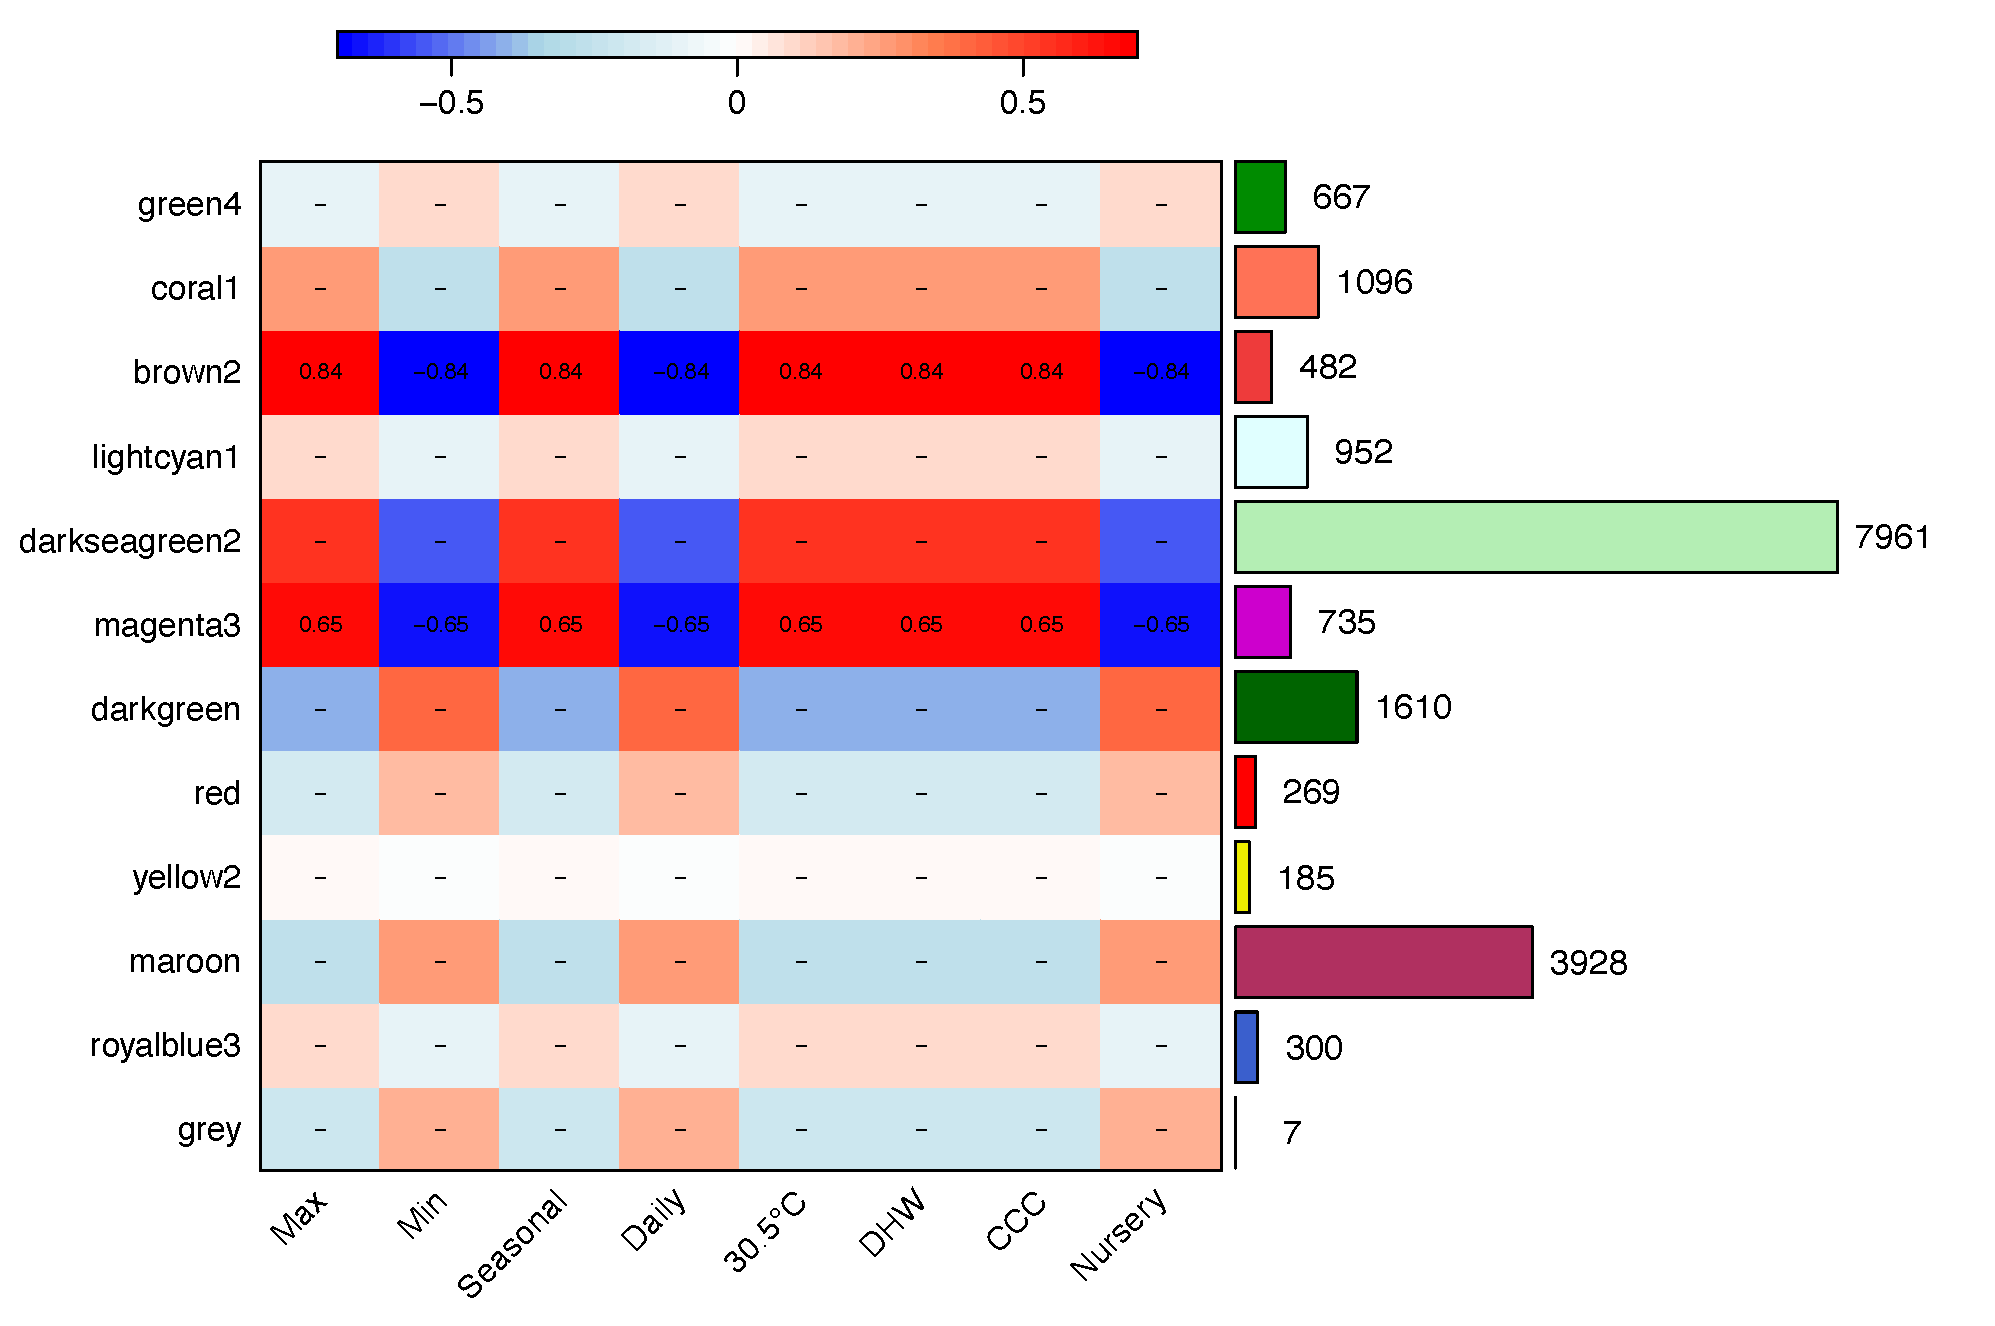 −0.5 0 0.5
green4 − − − − − − − − 667
coral1 − − − − − − − − 1096
brown2 0.84 −0.84 0.84 −0.84 0.84 0.84 0.84 −0.84 482
lightcyan1 − − − − − − − − 952
darkseagreen2 − − − − − − − − 7961
magenta3 0.65 −0.65 0.65 −0.65 0.65 0.65 0.65 −0.65 735
darkgreen − − − − − − − − 1610
red − − − − − − − − 269
yellow2 − − − − − − − − 185
maroon − − − − − − − − 3928
royalblue3 − − − − − − − − 300
grey − − − − − − − − 7
Max Min Seasonal Daily 30.5°C DHW CCC Nursery